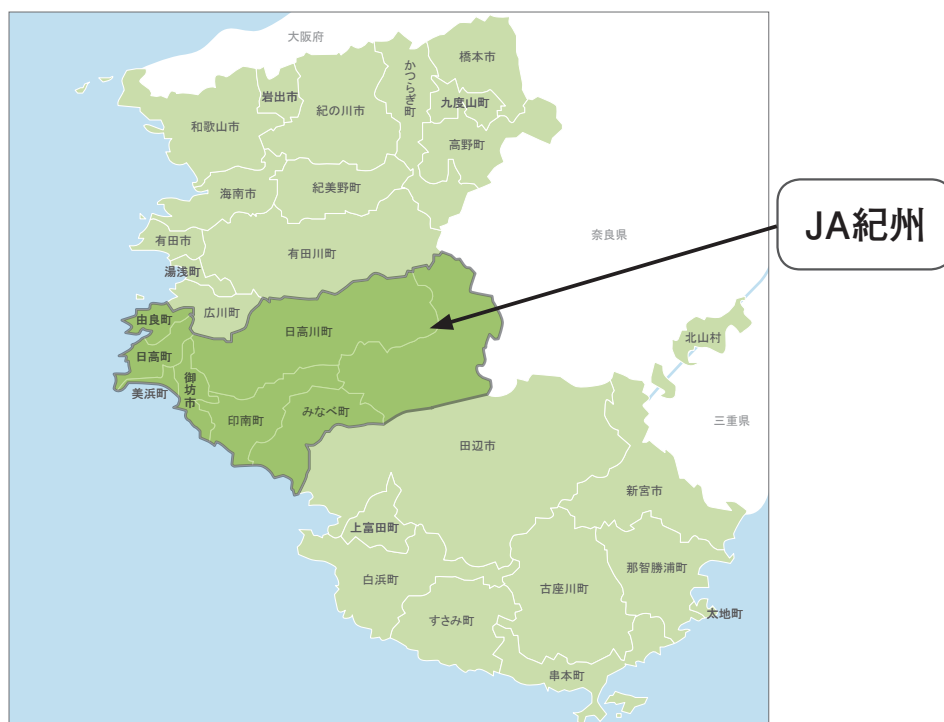 大阪府
橋本市
かつらぎ町
岩出市
紀の川市
九度山町
和歌山市
高野町
海南市
紀美野町
JA紀州
奈良県
有田市
有田川町
湯浅町
広川町
由良町
日高川町
北山村
日高町
御坊市
美浜町
印南町
みなべ町
三重県
田辺市
新宮市
上富田町
那智勝浦町
白浜町
古座川町
太地町
すさみ町
串本町